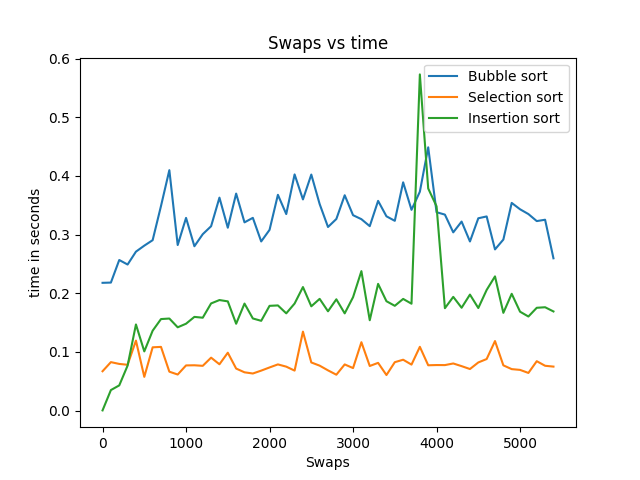 Swaps vs time
Bubble sort
Selection sort
Insertion sort
time in seconds
0.6
0.5
0.4
0.3
0.2
0.1
0.0
0 1000 2000 3000 4000 5000
Swaps